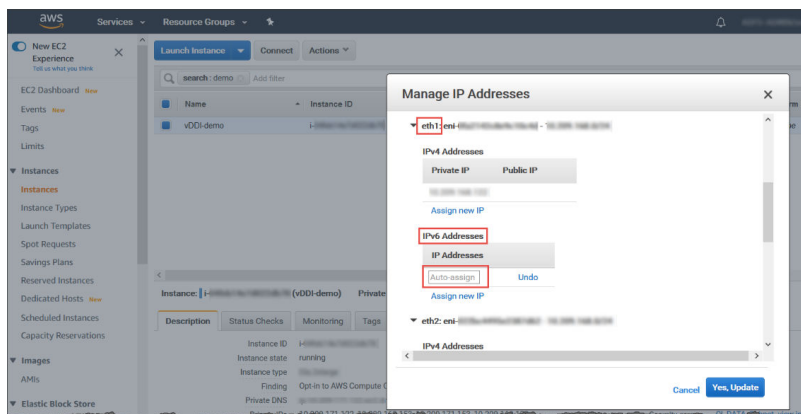 aws Services Resource Groups
New EC2
Experience
Tell us what you think
EC2 Dashboard New
Events New
Tags
Limits
Instances
Instances
Instance Types
Launch Templates
Spot Requests
Savings Plans
Reserved Instances
Dedicated Hosts New
Scheduled Instances
Capacity Reservations
Images
AMIs
Elastic Block Store
Launch Instance Connect Actions
search : demo Add filter
Name Instance ID
vDDI-demo i-
Instance: i- (vDDI-demo) Private
Description Status Checks Monitoring Tags
Instance ID i-
Instance state running
Instance type
Finding Opt-in to AWS Compute
Private DNS
Manage IP Addresses
eth1: eni-
IPv4 Addresses
Private IP Public IP
Assign new IP
IPv6 Addresses
IP Addresses
Auto-assign Undo
Assign new IP
eth2: eni-
IPv4 Addresses
Cancel Yes, Update